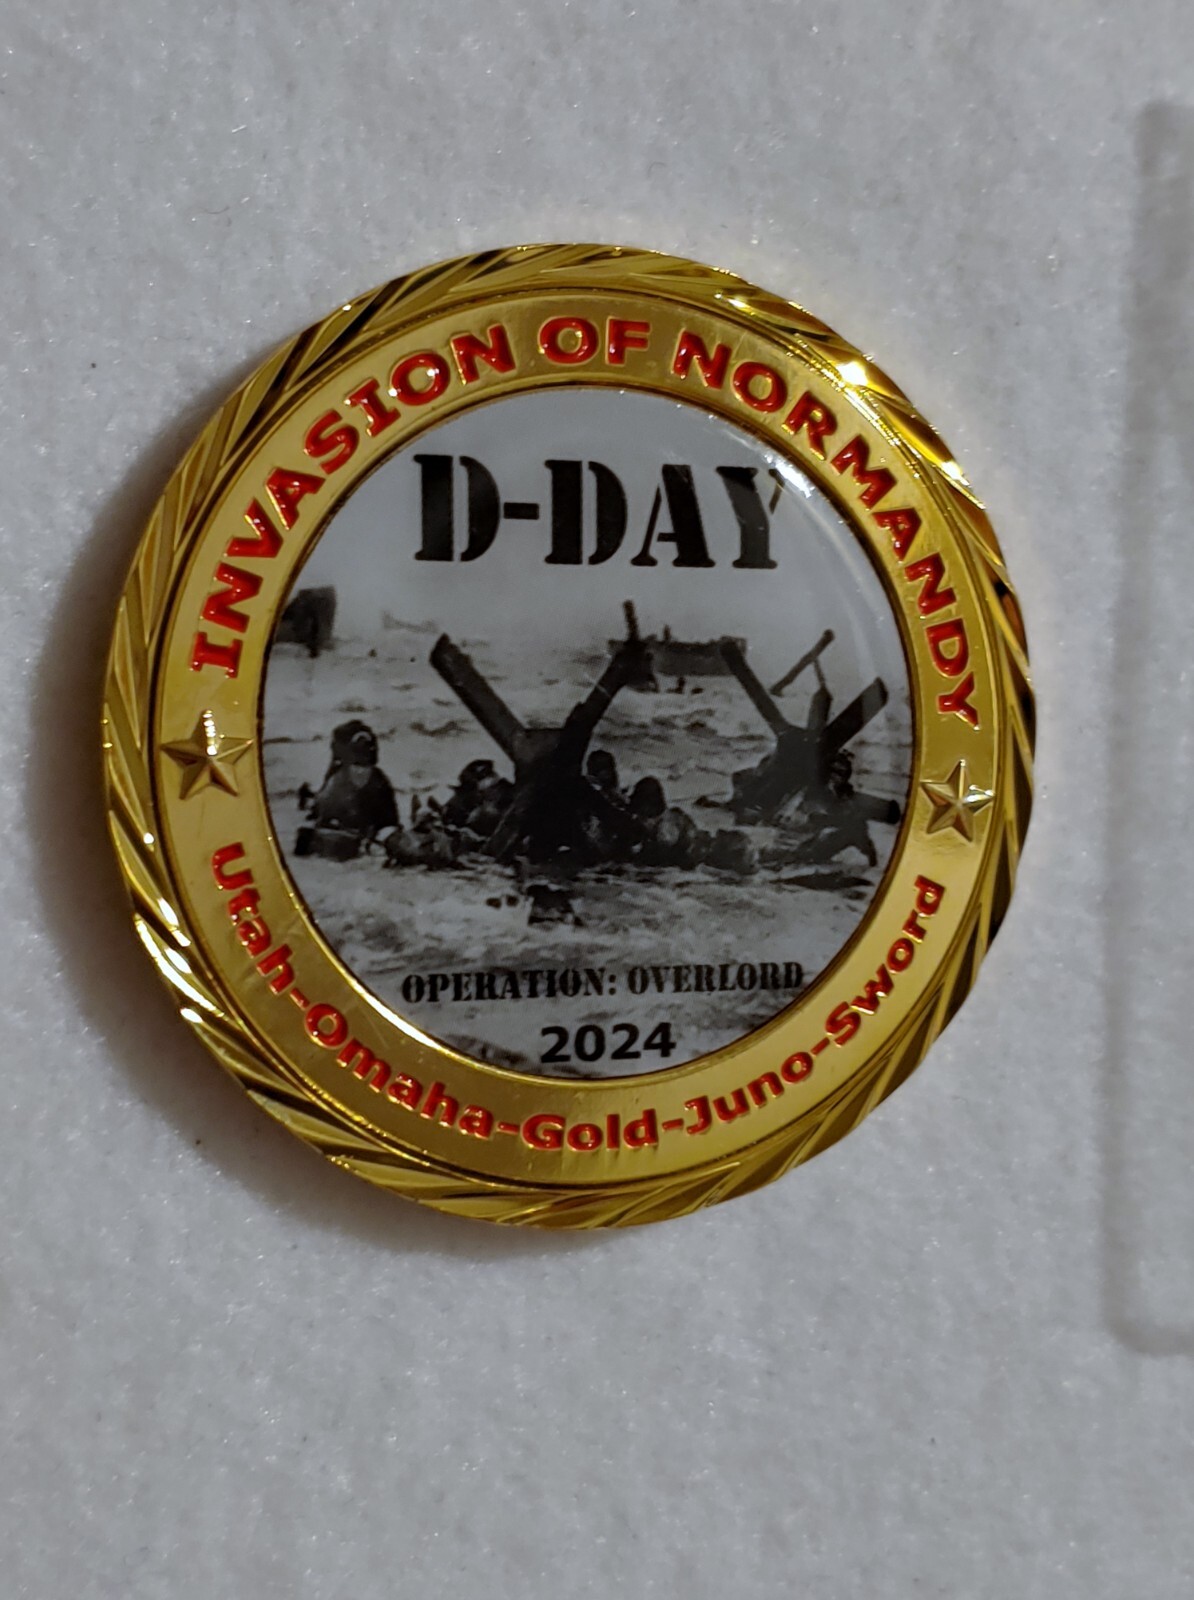 INVASION OF NORMANDY
D-DAY
OPERATION: OVERLORD
2024
Utah-Omaha-Gold-Juno-Sword